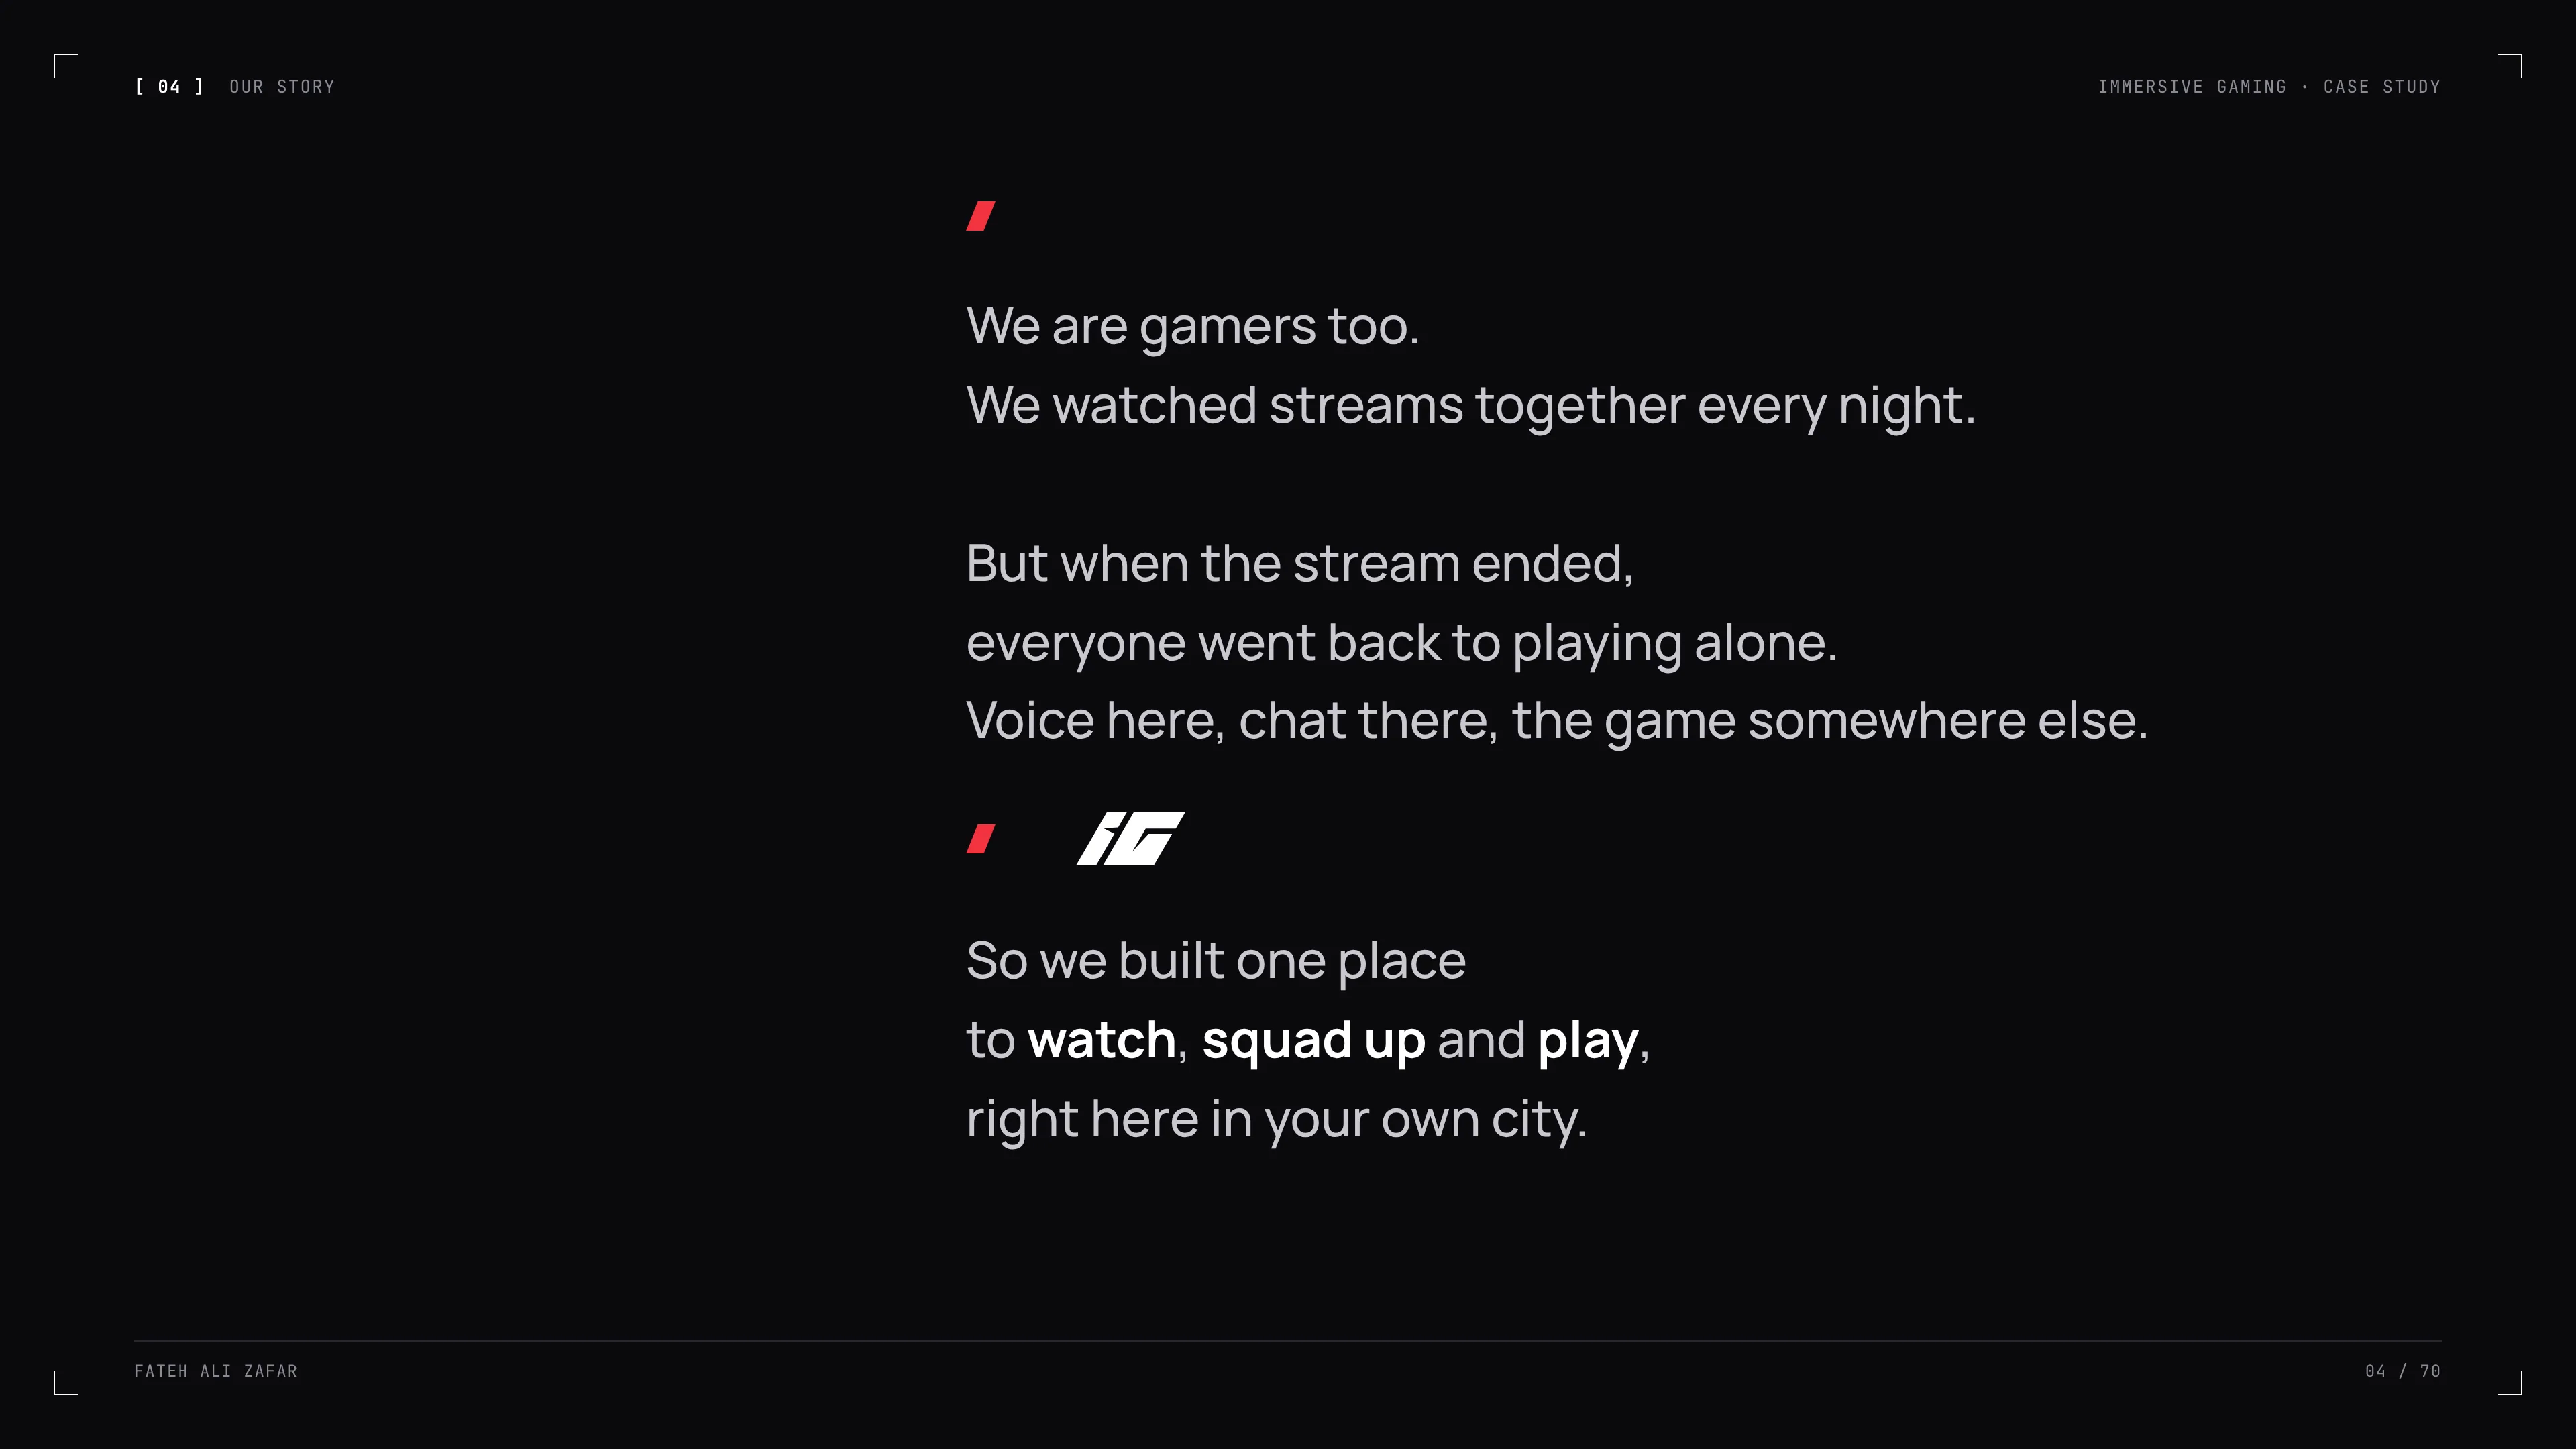 [ 04 ] OUR STORY
IMMERSIVE GAMING · CASE STUDY
We are gamers too.
We watched streams together every night.
But when the stream ended,
everyone went back to playing alone.
Voice here, chat there, the game somewhere else.
iG
So we built one place
to watch, squad up and play,
right here in your own city.
FATEH ALI ZAFAR
04 / 70